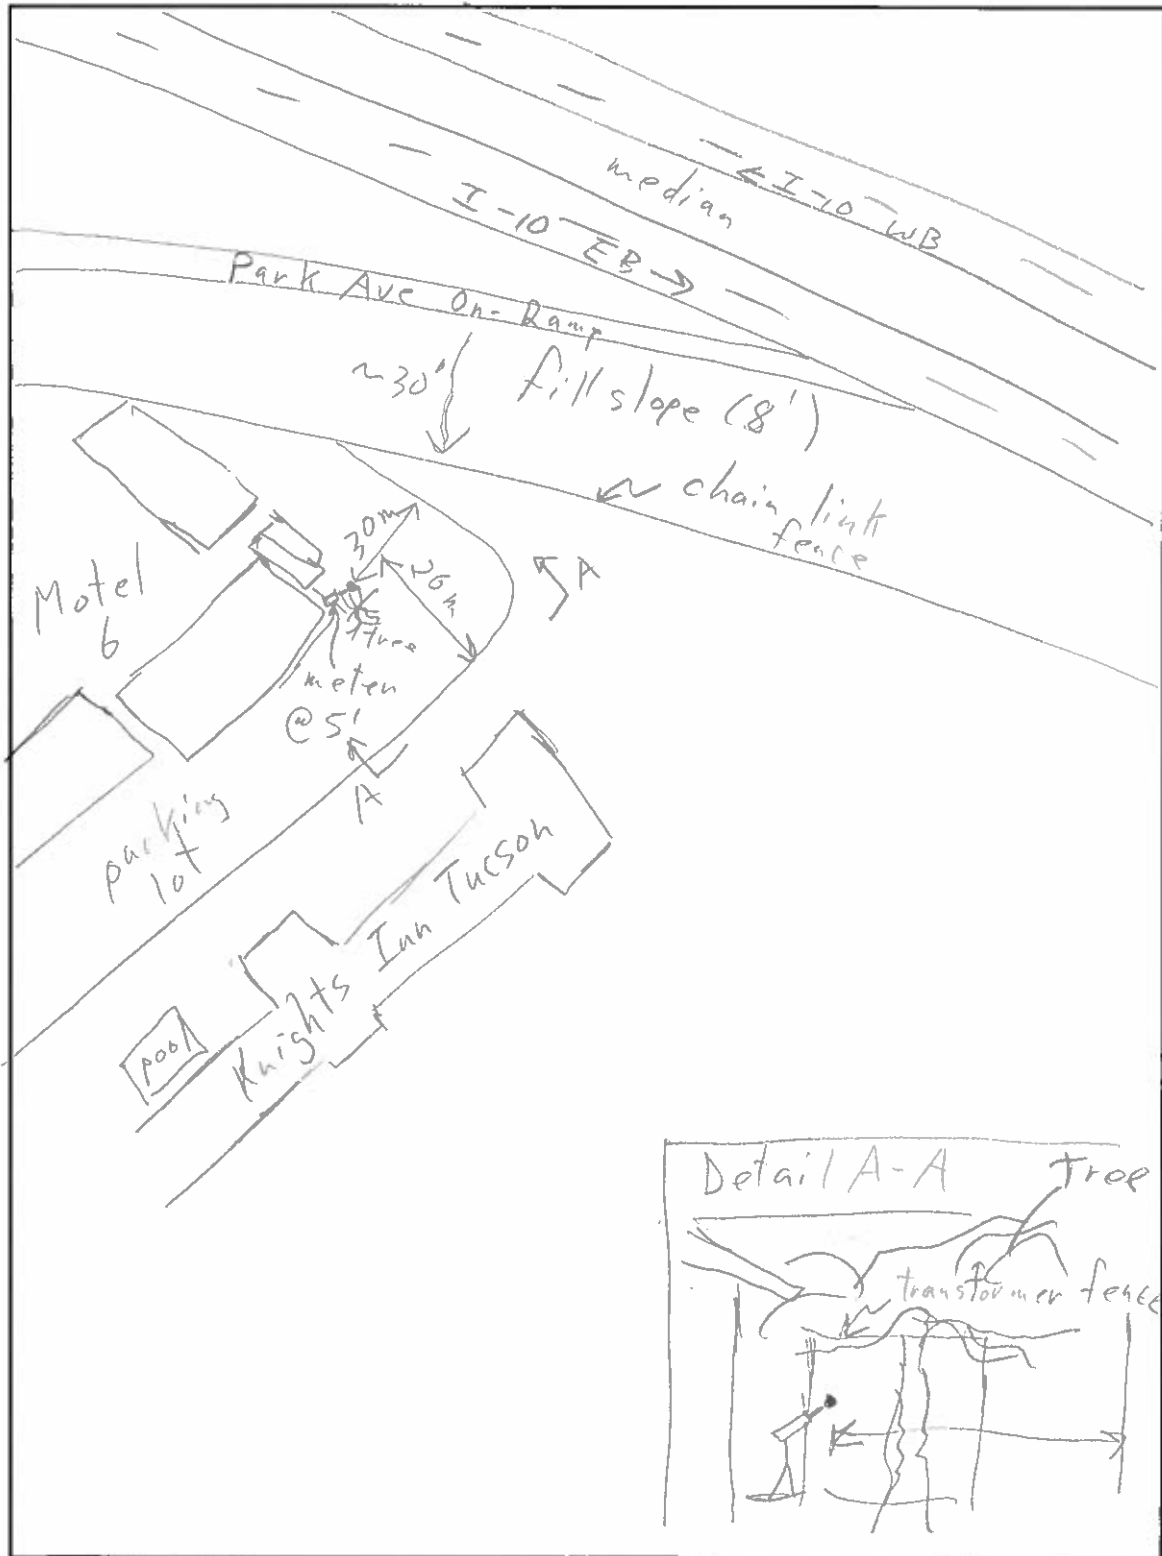 ← I-10 WB
median
I-10 EB →
Park Ave On-Ramp
~30'
fill slope (8')
chain link
fence
30m
26m
A
Motel
6
tree
meter
@5'
A
parking
lot
Knights Inn Tucson
pool
Detail A-A
Tree
transformer fence